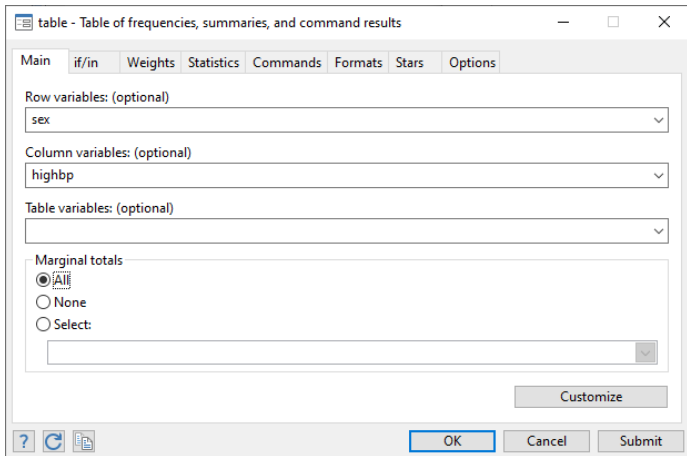 table - Table of frequencies, summaries, and command results
Main if/in Weights Statistics Commands Formats Stars Options
Row variables: (optional)
sex
Column variables: (optional)
highbp
Table variables: (optional)
Marginal totals
All
None
Select:
Customize
? OK Cancel Submit